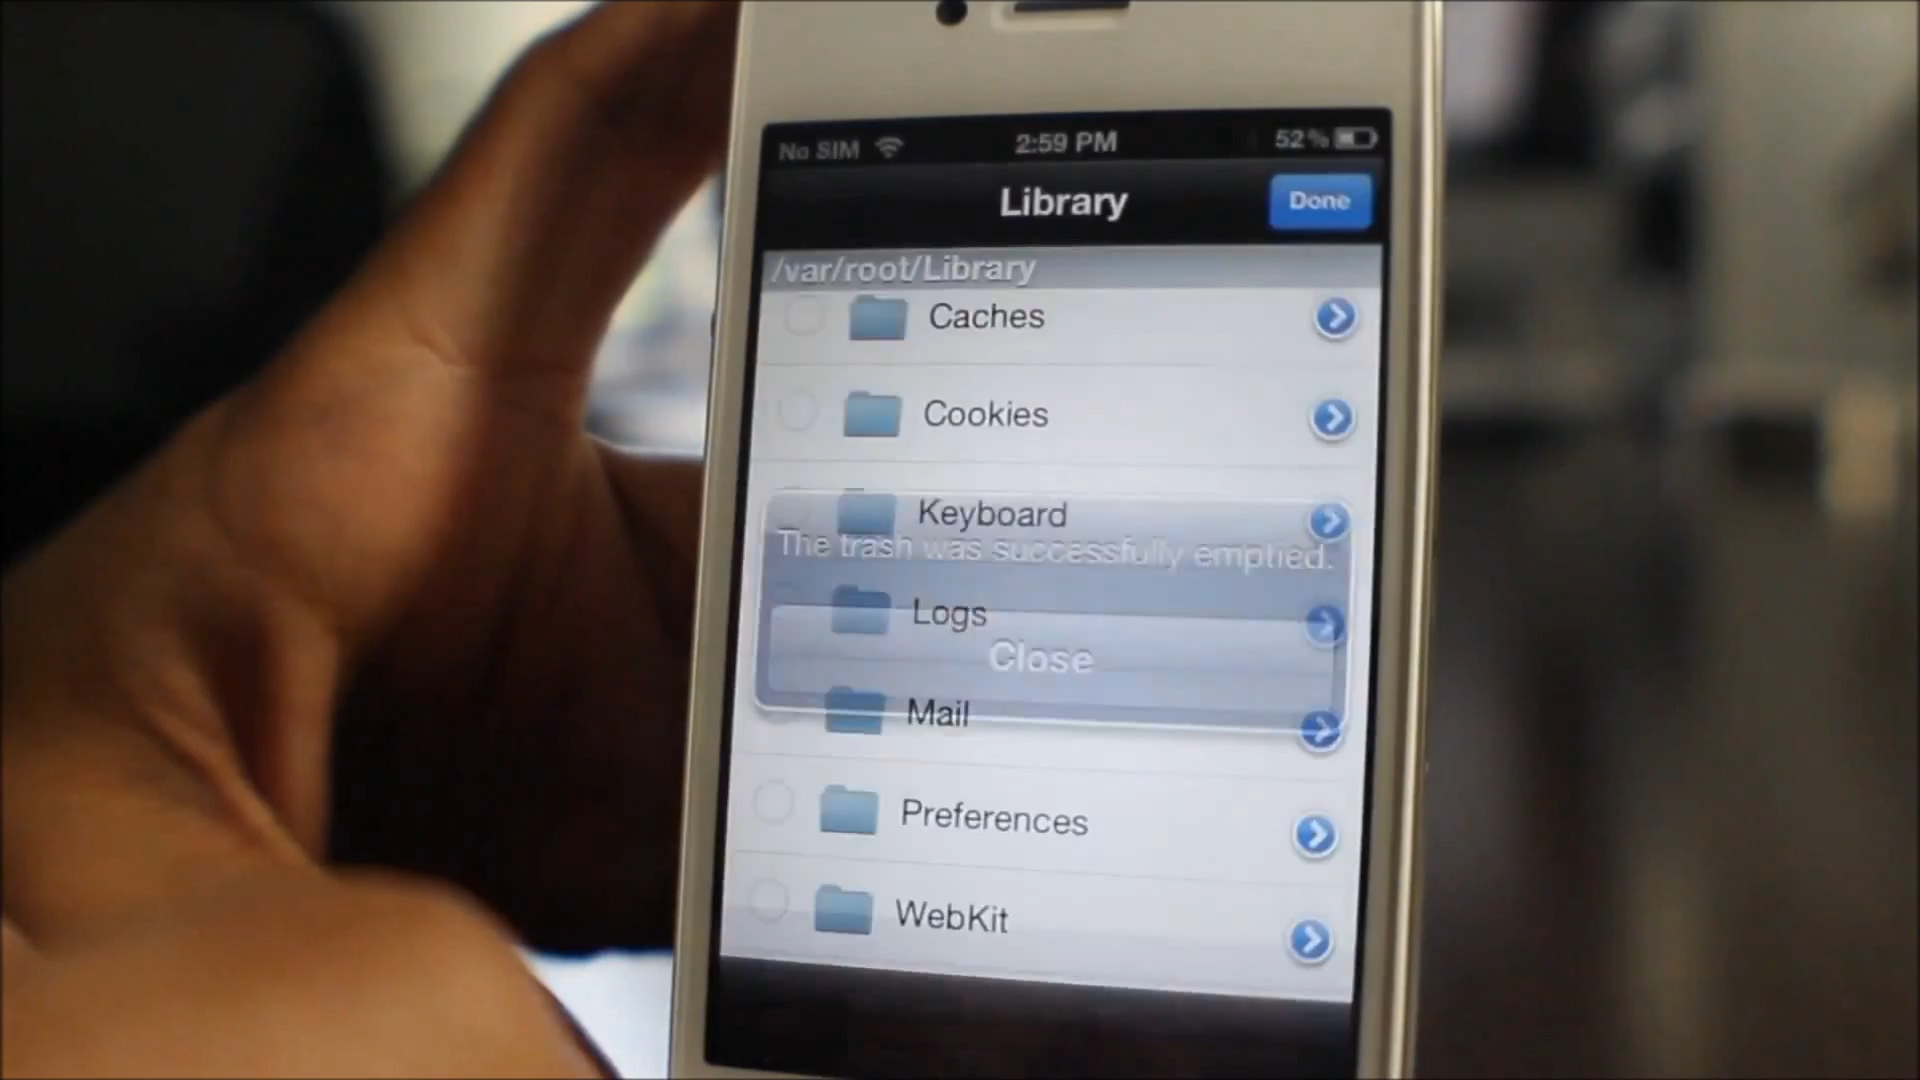 No SIM 2:59 PM 52%
Library Done
/var/root/Library
Caches
Cookies
Keyboard
The trash was successfully emptied.
Logs
Close
Mail
Preferences
WebKit